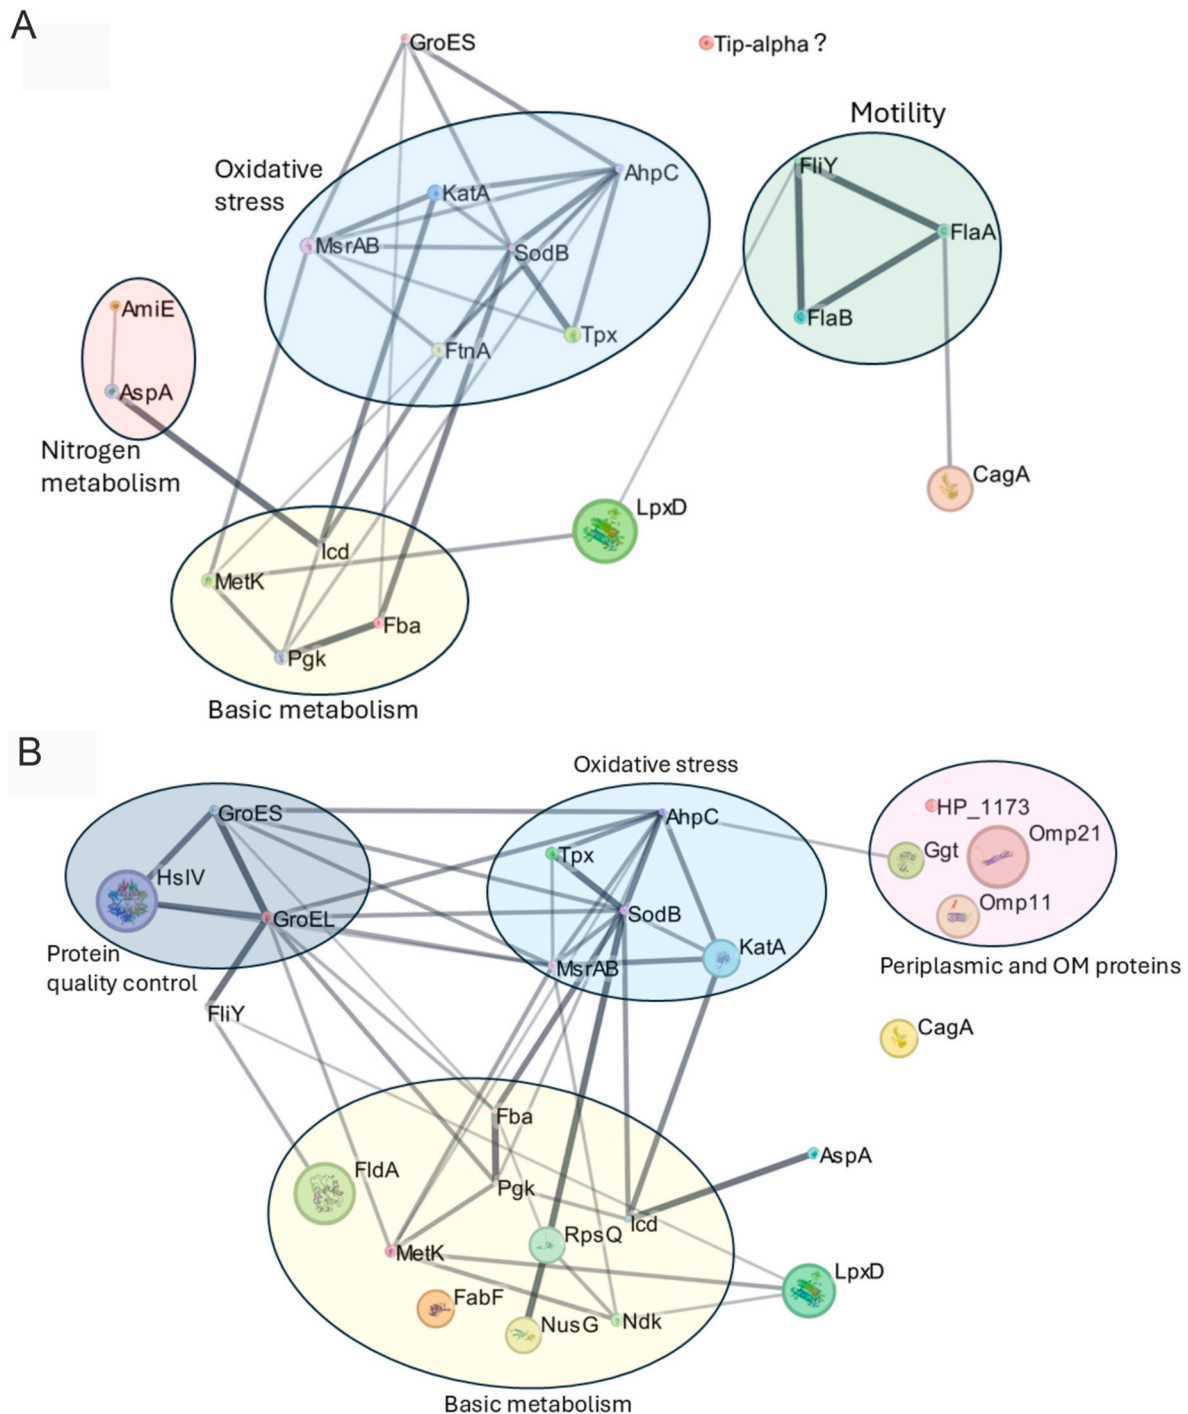 A
GroES
Tip-alpha ?
Motility
Oxidative
stress
FliY
AhpC
KatA
FlaA
MsrAB
SodB
AmiE
FlaB
Tpx
FtnA
AspA
Nitrogen
metabolism
CagA
LpxD
Icd
MetK
Fba
Pgk
Basic metabolism
B
Oxidative stress
GroES
AhpC
HP_1173
Omp21
Tpx
Ggt
HslV
Omp11
GroEL
SodB
Protein
quality control
KatA
MsrAB
Periplasmic and OM proteins
FliY
CagA
Fba
AspA
FldA
Pgk
Icd
RpsQ
MetK
LpxD
FabF
NusG
Ndk
Basic metabolism